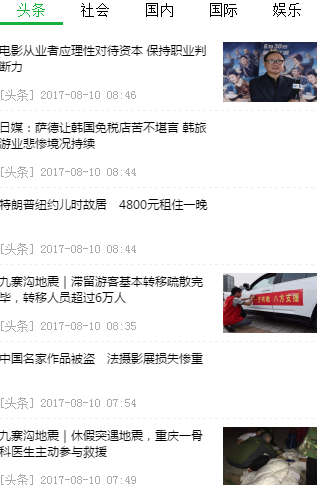 头条 社会 国内 国际 娱乐
电影从业者应理性对待资本 保持职业判
断力
6月30日
[头条] 2017-08-10 08:46
日媒：萨德让韩国免税店苦不堪言 韩旅
游业悲惨境况持续
[头条] 2017-08-10 08:44
特朗普纽约儿时故居　4800元租住一晚
[头条] 2017-08-10 08:44
九寨沟地震｜滞留游客基本转移疏散完
毕，转移人员超过6万人
八方支援
[头条] 2017-08-10 08:35
中国名家作品被盗　法摄影展损失惨重
[头条] 2017-08-10 07:54
九寨沟地震｜休假突遇地震，重庆一骨
科医生主动参与救援
[头条] 2017-08-10 07:49